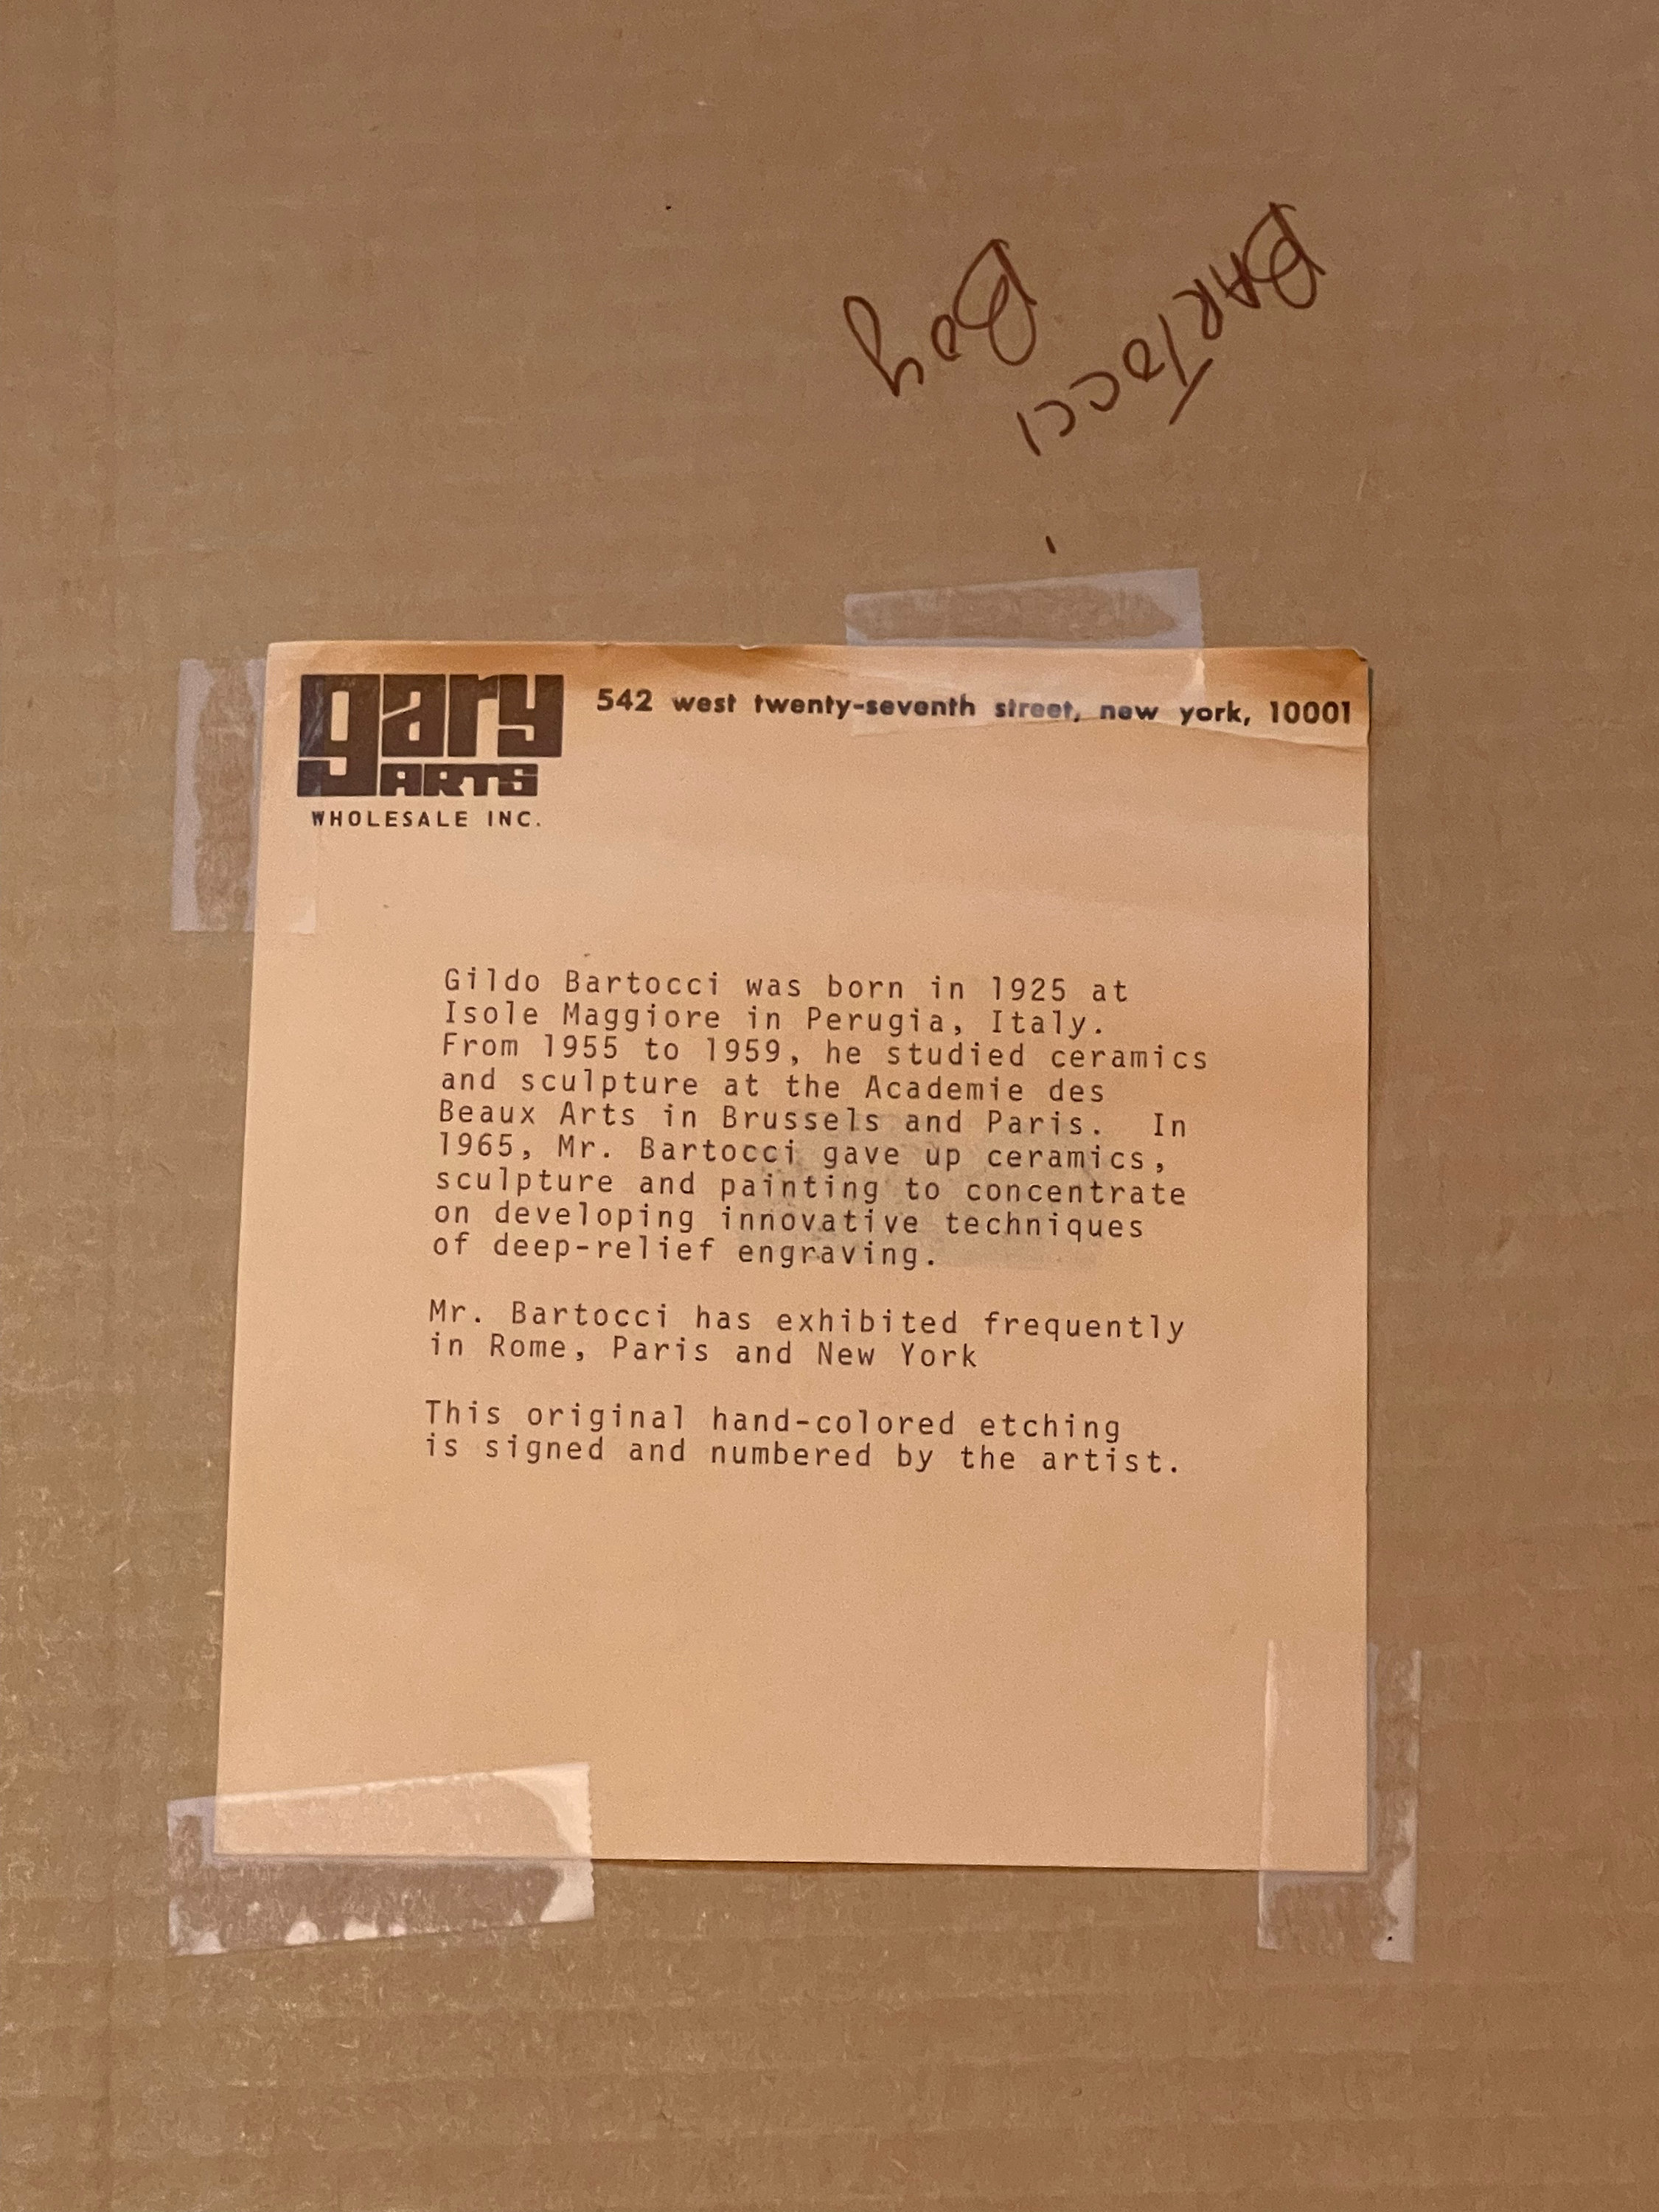 Bartocci
Boy
gary
ARTS
WHOLESALE INC.
542 west twenty-seventh street, new york, 10001
Gildo Bartocci was born in 1925 at
Isole Maggiore in Perugia, Italy.
From 1955 to 1959, he studied ceramics
and sculpture at the Academie des
Beaux Arts in Brussels and Paris. In
1965, Mr. Bartocci gave up ceramics,
sculpture and painting to concentrate
on developing innovative techniques
of deep-relief engraving.
Mr. Bartocci has exhibited frequently
in Rome, Paris and New York
This original hand-colored etching
is signed and numbered by the artist.